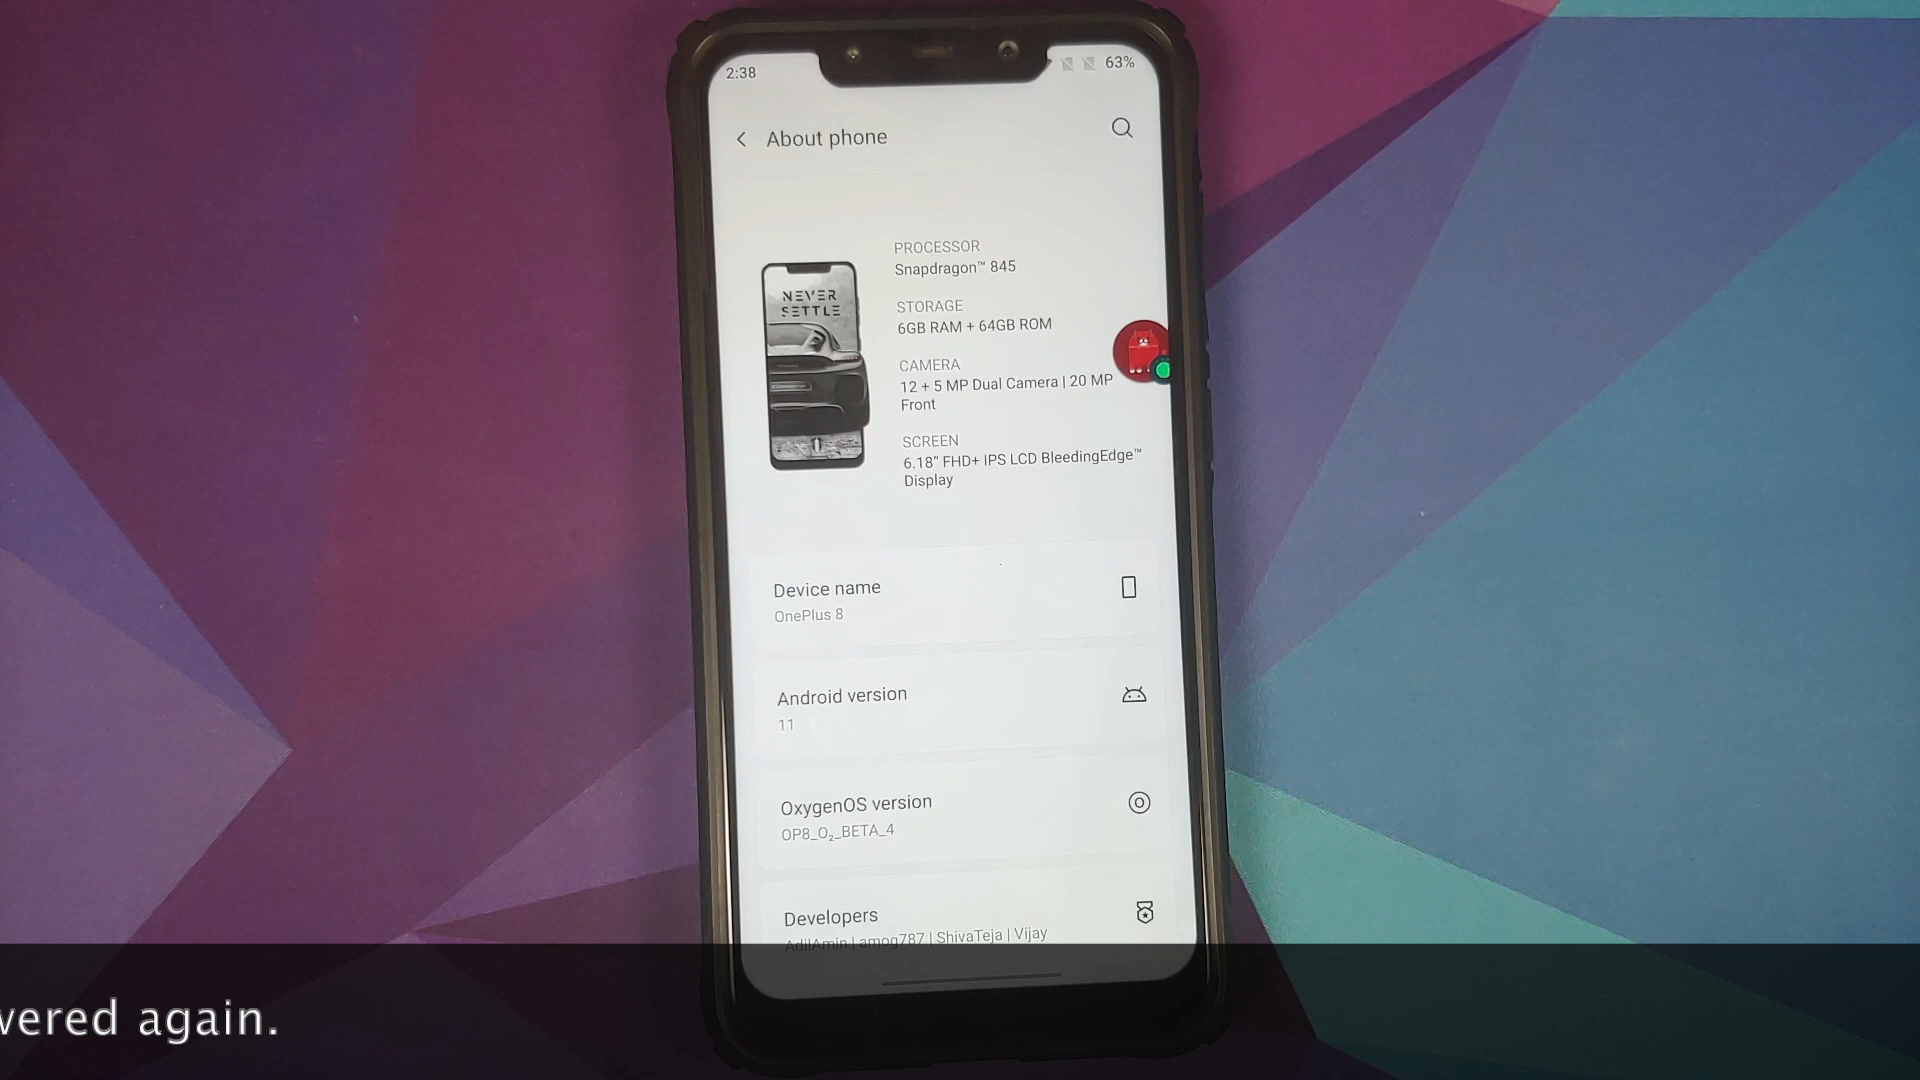 2:38
63%
About phone
PROCESSOR
Snapdragon™ 845
NEVER
SETTLE
STORAGE
6GB RAM + 64GB ROM
CAMERA
12 + 5 MP Dual Camera | 20 MP
Front
SCREEN
6.18" FHD+ IPS LCD BleedingEdge™
Display
Device name
OnePlus 8
Android version
11
OxygenOS version
OP8_O₂_BETA_4
Developers
AdilAmin | amog787 | ShivaTeja | Vijay
vered again.